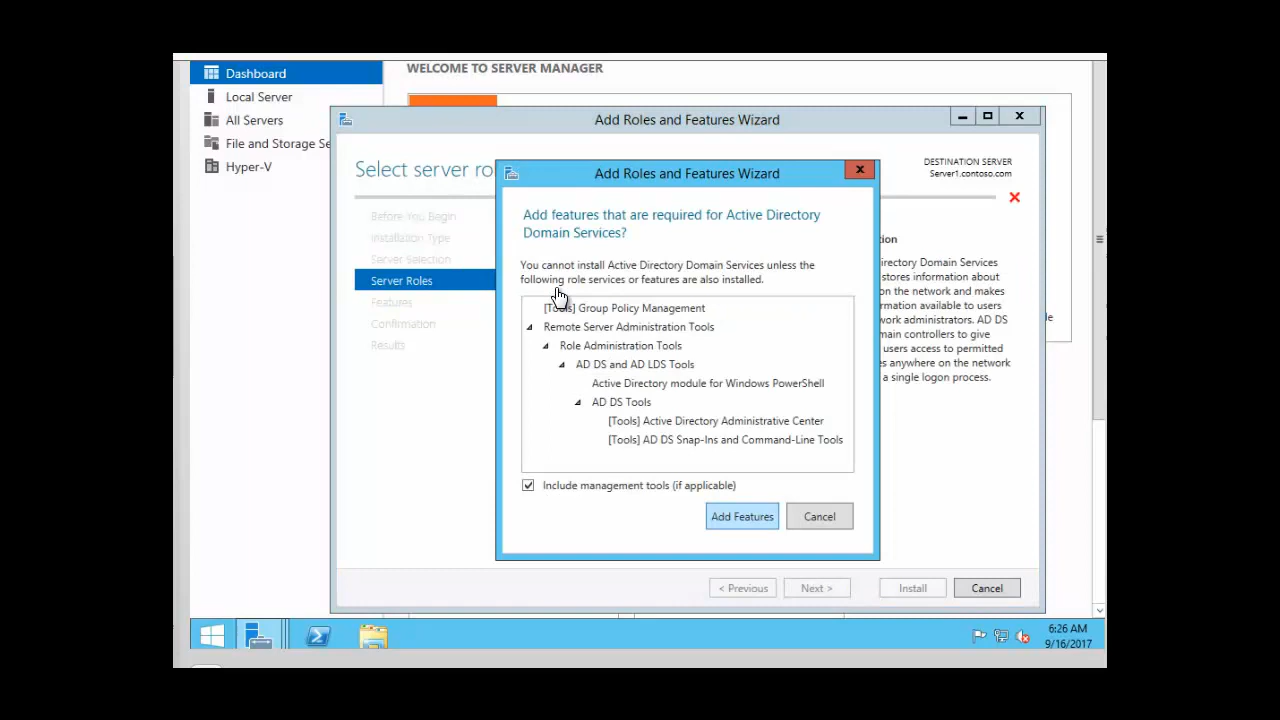 Dashboard
WELCOME TO SERVER MANAGER
Local Server
All Servers
File and Storage Se
Hyper-V
Add Roles and Features Wizard
Select server ro
DESTINATION SERVER
Server1.contoso.com
Before You Begin
Installation Type
Server Selection
Server Roles
Features
Confirmation
Results
Add Roles and Features Wizard
Add features that are required for Active Directory
Domain Services?
You cannot install Active Directory Domain Services unless the
following role services or features are also installed.
[Tools] Group Policy Management
Remote Server Administration Tools
Role Administration Tools
AD DS and AD LDS Tools
Active Directory module for Windows PowerShell
AD DS Tools
[Tools] Active Directory Administrative Center
[Tools] AD DS Snap-Ins and Command-Line Tools
Include management tools (if applicable)
Add Features
Cancel
tion
irectory Domain Services
stores information about
on the network and makes
rmation available to users
work administrators. AD DS
main controllers to give
users access to permitted
es anywhere on the network
a single logon process.
de
< Previous
Next >
Install
Cancel
6:26 AM
9/16/2017